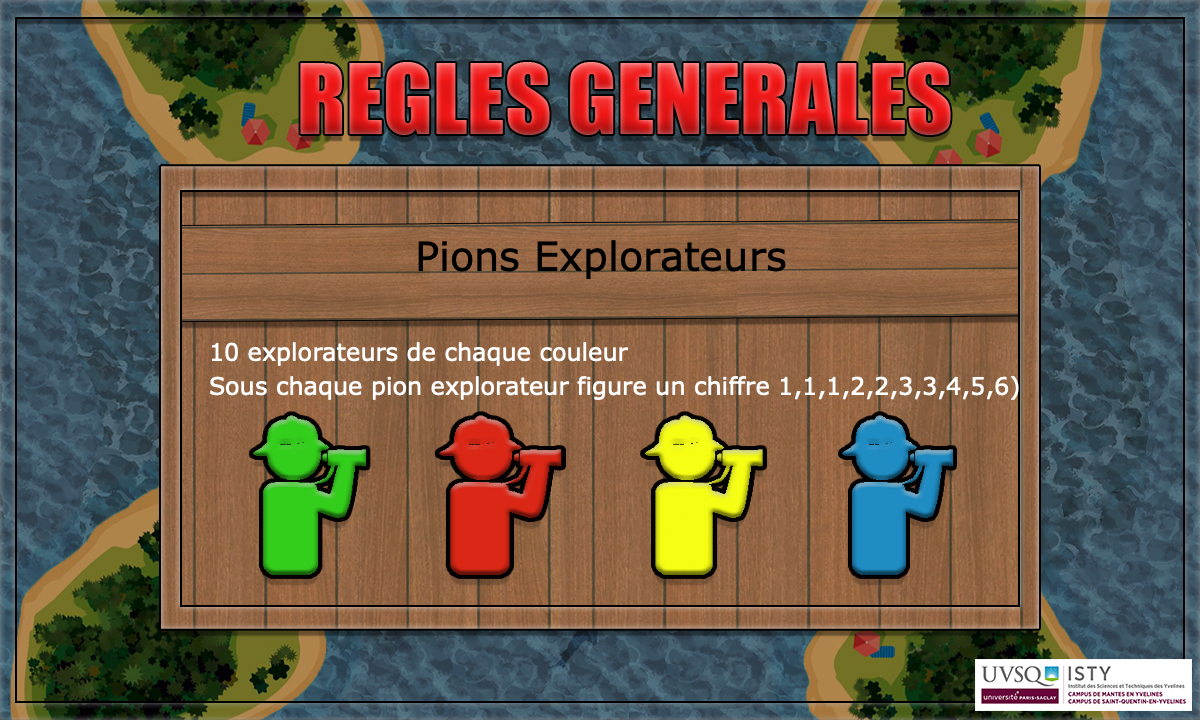 REGLES GENERALES
Pions Explorateurs
10 explorateurs de chaque couleur
Sous chaque pion explorateur figure un chiffre 1,1,1,2,2,3,3,4,5,6)
UVSQ ISTY
Institut des Sciences et Techniques des Yvelines
université PARIS-SACLAY
CAMPUS DE MANTES EN YVELINES
CAMPUS DE SAINT-QUENTIN-EN-YVELINES